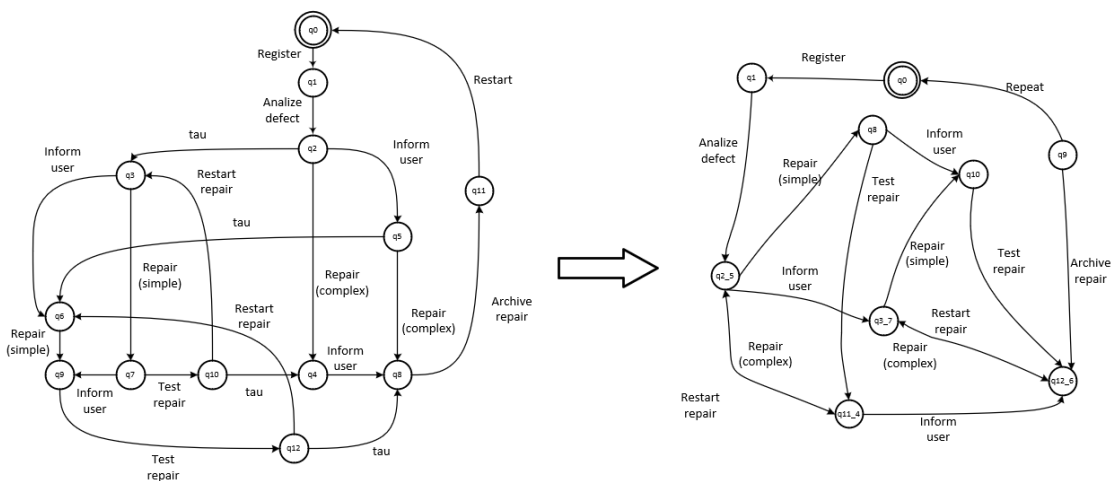 q0
Register
q1
Analize
defect
q2
tau
Inform
user
q3
Restart
repair
Inform
user
q11
Restart
tau
q5
Repair
(simple)
Repair
(complex)
q6
Restart
repair
Repair
(complex)
Archive
repair
Repair
(simple)
q9
Inform
user
q7
Test
repair
q10
tau
q4
Inform
user
q8
q12
tau
Test
repair
Register
q1
q0
Repeat
Analize
defect
q8
Inform
user
q9
Repair
(simple)
Test
repair
q10
q2_5
Inform
user
Repair
(simple)
Test
repair
Archive
repair
q3_7
Restart
repair
Repair
(complex)
Repair
(complex)
q12_6
Restart
repair
q11_4
Inform
user